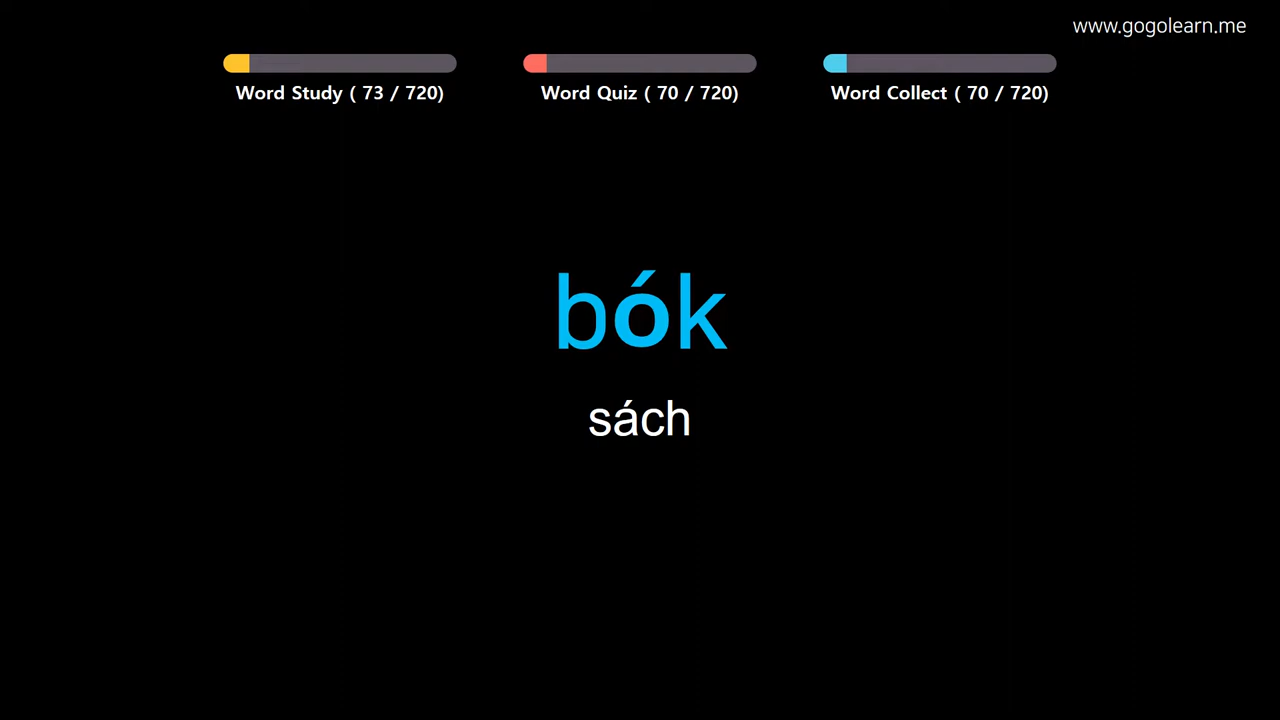 www.gogolearn.me
Word Study ( 73 / 720)
Word Quiz ( 70 / 720)
Word Collect ( 70 / 720)
bók
sách